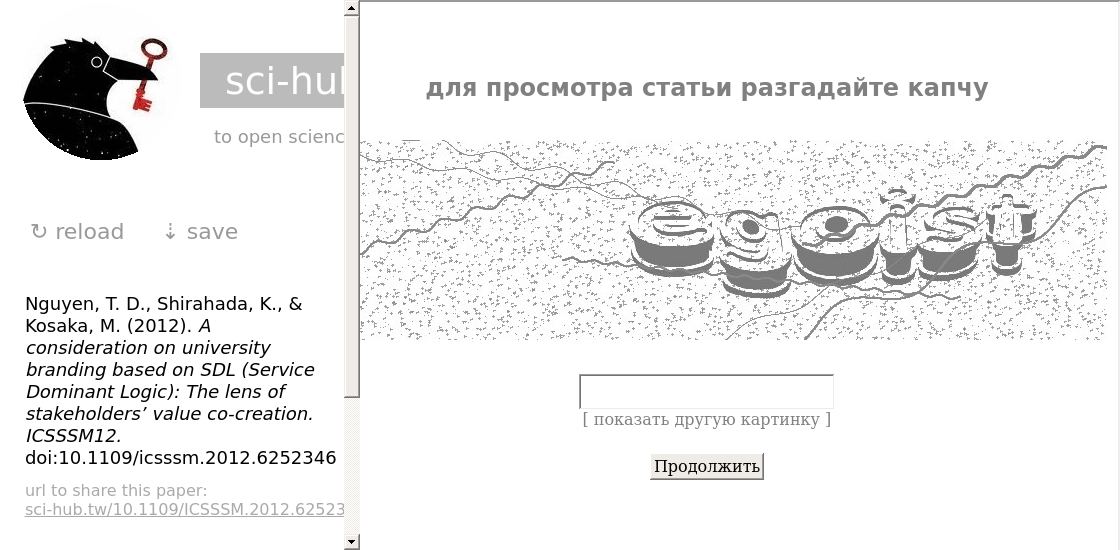 sci-hub
to open scienc
↻ reload ⇣ save
Nguyen, T. D., Shirahada, K., &
Kosaka, M. (2012). A
consideration on university
branding based on SDL (Service
Dominant Logic): The lens of
stakeholders’ value co-creation.
ICSSSM12.
doi:10.1109/icsssm.2012.6252346
url to share this paper:
sci-hub.tw/10.1109/ICSSSM.2012.62523
для просмотра статьи разгадайте капчу
egoist
[ показать другую картинку ]
Продолжить